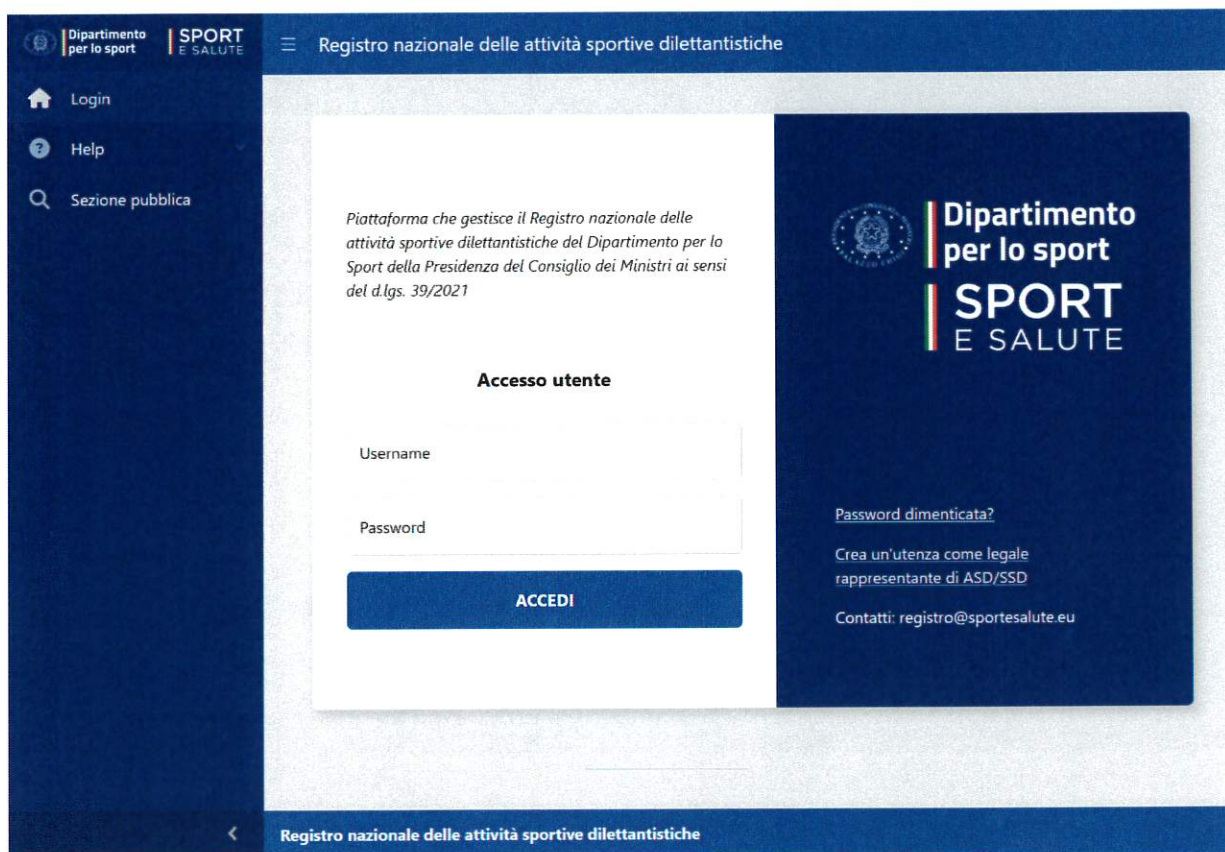 Dipartimento
per lo sport
SPORT
E SALUTE
Registro nazionale delle attività sportive dilettantistiche
Login
Help
Sezione pubblica
Piattaforma che gestisce il Registro nazionale delle
attività sportive dilettantistiche del Dipartimento per lo
Sport della Presidenza del Consiglio dei Ministri ai sensi
del d.lgs. 39/2021
Accesso utente
Username
Password
ACCEDI
Dipartimento
per lo sport
SPORT
E SALUTE
Password dimenticata?
Crea un'utenza come legale
rappresentante di ASD/SSD
Contatti: registro@sportesalute.eu
Registro nazionale delle attività sportive dilettantistiche